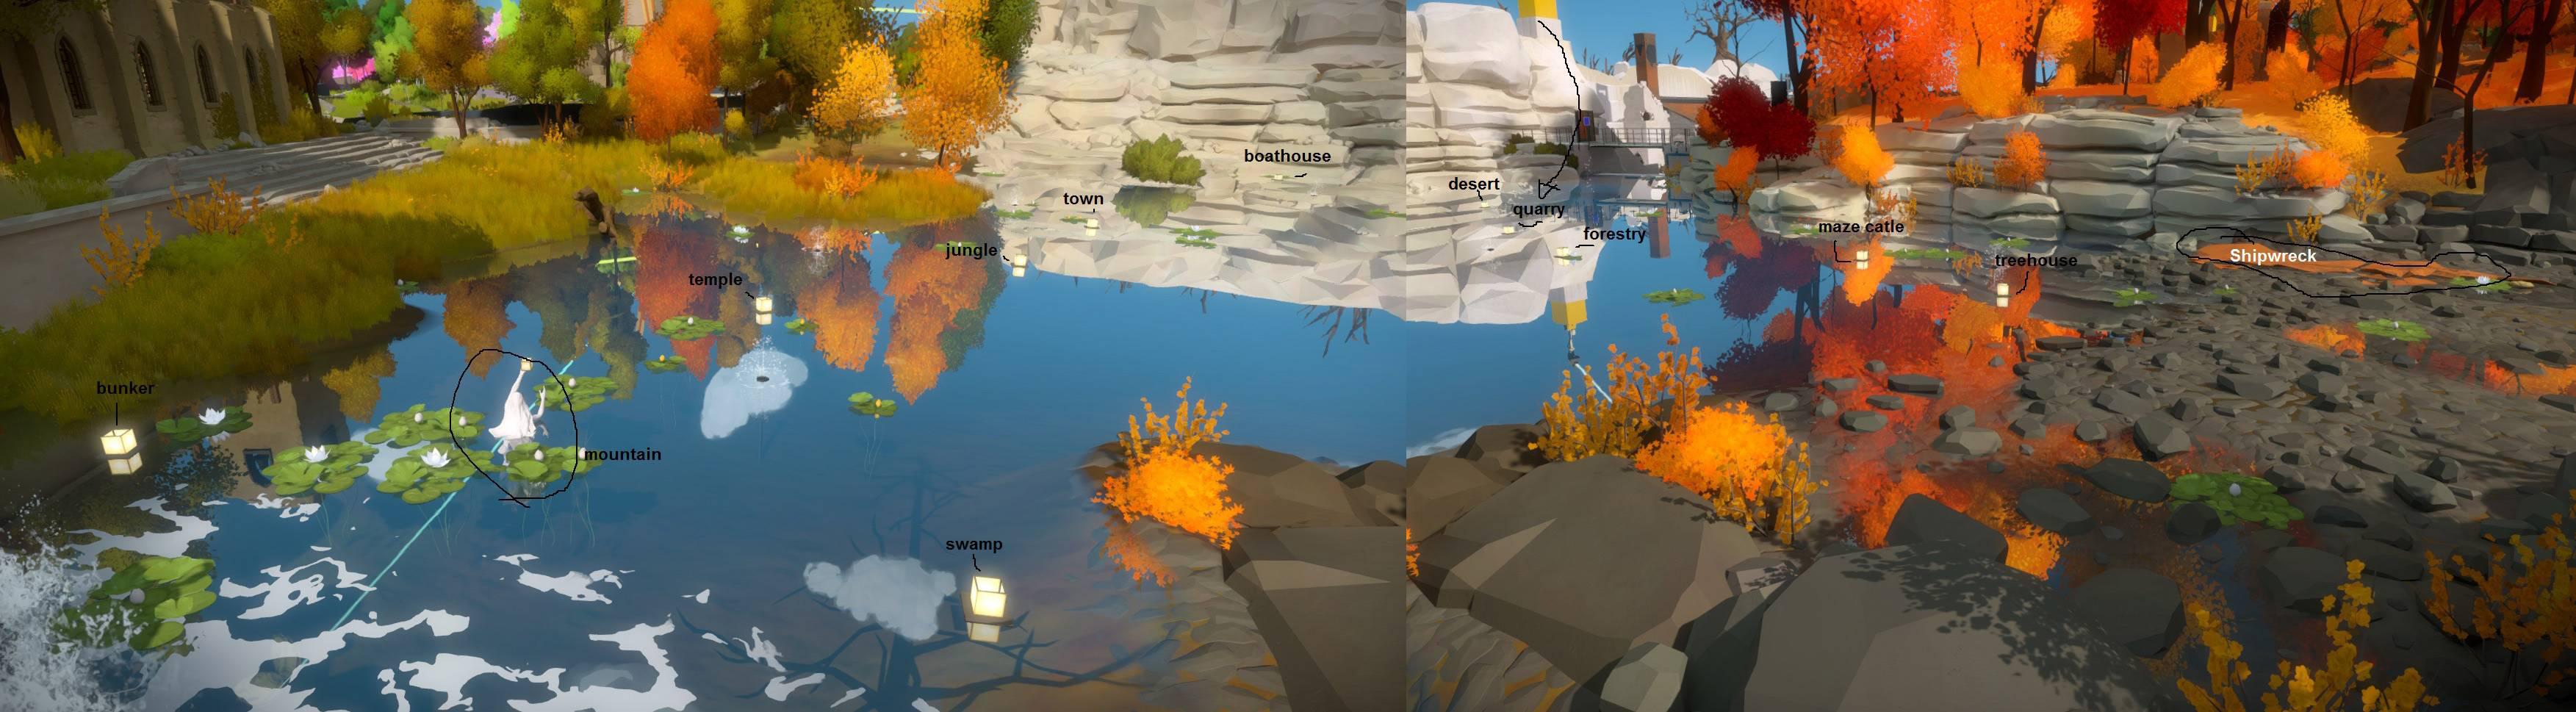 boathouse
town
jungle
temple
bunker
mountain
swamp
desert
quarry
forestry
maze catle
treehouse
Shipwreck